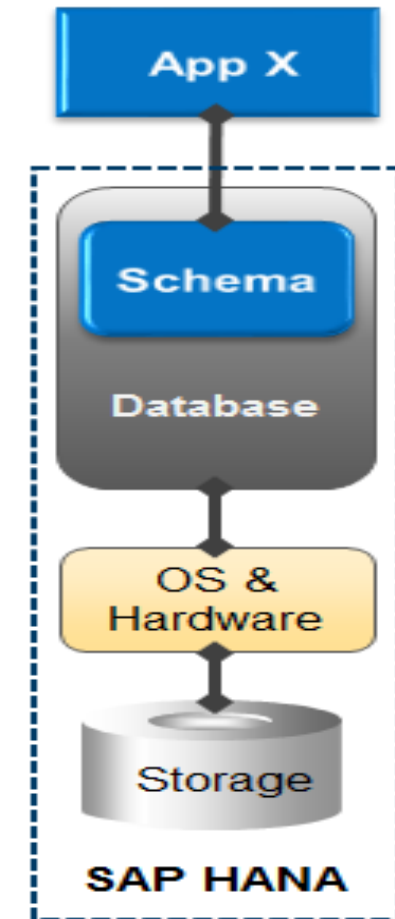 App X
Schema
Database
OS &
Hardware
Storage
SAP HANA